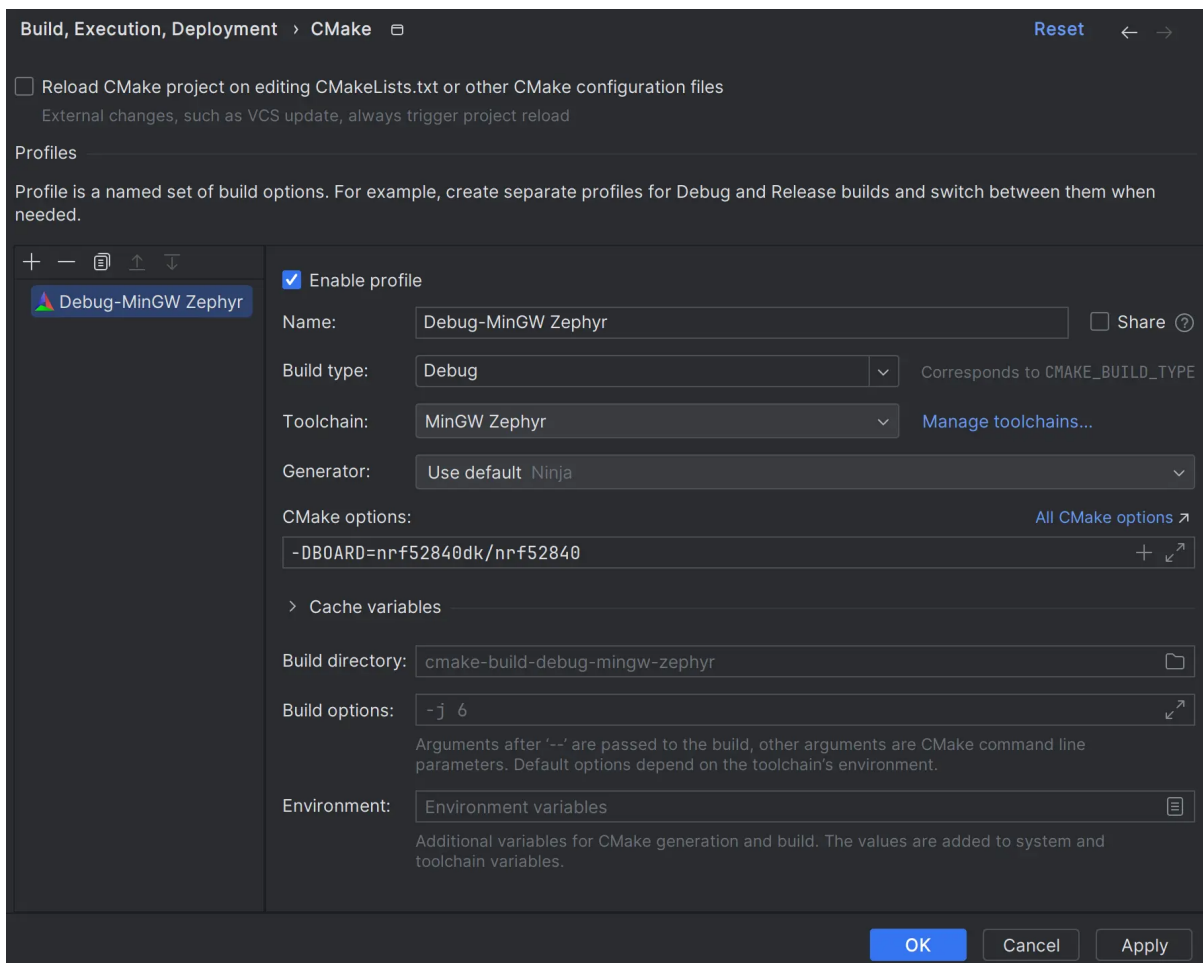 Build, Execution, Deployment › CMake
Reset
Reload CMake project on editing CMakeLists.txt or other CMake configuration files
External changes, such as VCS update, always trigger project reload
Profiles
Profile is a named set of build options. For example, create separate profiles for Debug and Release builds and switch between them when
needed.
Debug-MinGW Zephyr
Enable profile
Name: Debug-MinGW Zephyr Share ?
Build type: Debug Corresponds to CMAKE_BUILD_TYPE
Toolchain: MinGW Zephyr Manage toolchains...
Generator: Use default Ninja
CMake options: All CMake options ↗
-DBOARD=nrf52840dk/nrf52840
Cache variables
Build directory: cmake-build-debug-mingw-zephyr
Build options: -j 6
Arguments after '--' are passed to the build, other arguments are CMake command line
parameters. Default options depend on the toolchain's environment.
Environment: Environment variables
Additional variables for CMake generation and build. The values are added to system and
toolchain variables.
OK Cancel Apply